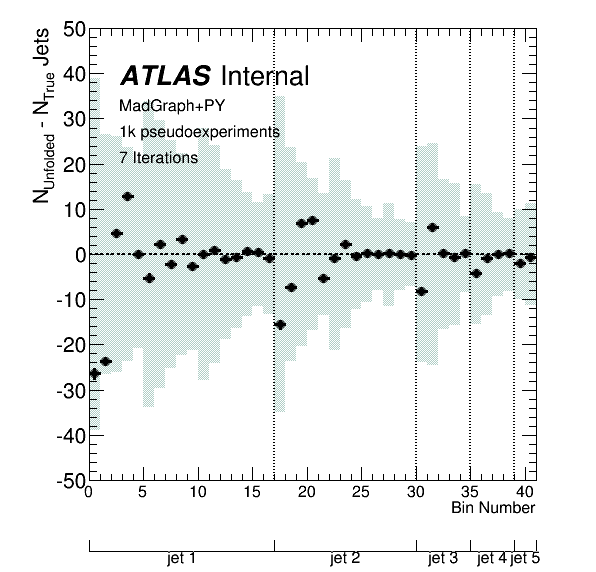 N_Unfolded - N_True Jets
50
40
30
20
10
0
-10
-20
-30
-40
-50
ATLAS Internal
MadGraph+PY
1k pseudoexperiments
7 Iterations
0 5 10 15 20 25 30 35 40
Bin Number
jet 1 jet 2 jet 3 jet 4 jet 5